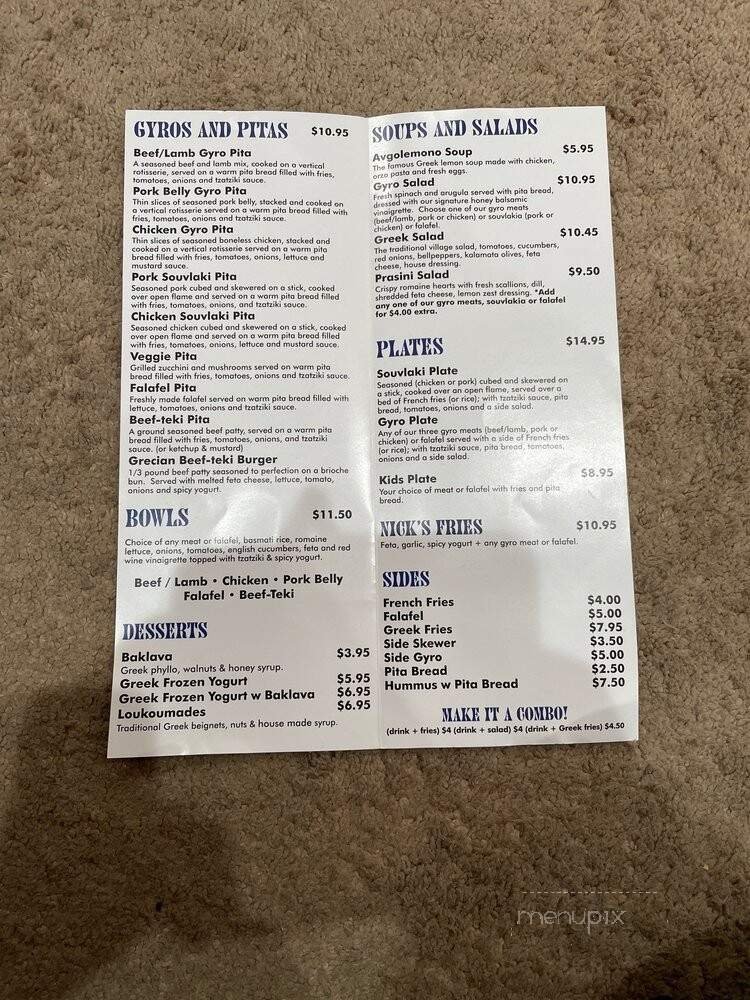 GYROS AND PITAS $10.95
Beef/Lamb Gyro Pita
A seasoned beef and lamb mix, cooked on a vertical
rotisserie, served on a warm pita bread filled with fries,
tomatoes, onions and tzatziki sauce.
Pork Belly Gyro Pita
Thin slices of seasoned pork belly, stacked and cooked on
a vertical rotisserie served on a warm pita bread filled with
fries, tomatoes, onions and tzatziki sauce.
Chicken Gyro Pita
Thin slices of seasoned boneless chicken, stacked and
cooked on a vertical rotisserie served on a warm pita
bread filled with fries, tomatoes, onions, lettuce and
mustard sauce.
Pork Souvlaki Pita
Seasoned pork cubed and skewered on a stick, cooked
over open flame and served on a warm pita bread filled
with fries, tomatoes, onions, and tzatziki sauce.
Chicken Souvlaki Pita
Seasoned chicken cubed and skewered on a stick, cooked
over open flame and served on a warm pita bread filled
with fries, tomatoes, onions, lettuce and mustard sauce.
Veggie Pita
Grilled zucchini and mushrooms served on warm pita
bread filled with fries, tomatoes, onions and tzatziki sauce.
Falafel Pita
Freshly made falafel served on warm pita bread filled with
lettuce, tomatoes, onions and tzatziki sauce.
Beef-teki Pita
A ground seasoned beef patty, served on a warm pita
bread filled with fries, tomatoes, onions, and tzatziki
sauce. (or ketchup & mustard)
Grecian Beef-teki Burger
1/3 pound beef patty seasoned to perfection on a brioche
bun. Served with melted feta cheese, lettuce, tomato,
onions and spicy yogurt.
BOWLS $11.50
Choice of any meat or falafel, basmati rice, romaine
lettuce, onions, tomatoes, english cucumbers, feta and red
wine vinaigrette topped with tzatziki & spicy yogurt.
Beef / Lamb • Chicken • Pork Belly
Falafel • Beef-Teki
DESSERTS
Baklava $3.95
Greek phyllo, walnuts & honey syrup.
Greek Frozen Yogurt $5.95
Greek Frozen Yogurt w Baklava $6.95
Loukoumades $6.95
Traditional Greek beignets, nuts & house made syrup.
SOUPS AND SALADS
Avgolemono Soup $5.95
The famous Greek lemon soup made with chicken,
orzo pasta and fresh eggs.
Gyro Salad $10.95
Fresh spinach and arugula served with pita bread,
dressed with our signature honey balsamic
vinaigrette. Choose one of our gyro meats
(beef/lamb, pork or chicken) or souvlakia (pork or
chicken) or falafel.
Greek Salad $10.45
The traditional village salad, tomatoes, cucumbers,
red onions, bellpeppers, kalamata olives, feta
cheese, house dressing.
Prasini Salad $9.50
Crispy romaine hearts with fresh scallions, dill,
shredded feta cheese, lemon zest dressing. *Add
any one of our gyro meats, souvlakia or falafel
for $4.00 extra.
PLATES $14.95
Souvlaki Plate
Seasoned (chicken or pork) cubed and skewered on
a stick, cooked over an open flame, served over a
bed of French fries (or rice); with tzatziki sauce, pita
bread, tomatoes, onions and a side salad.
Gyro Plate
Any of our three gyro meats (beef/lamb, pork or
chicken) or falafel served with a side of French fries
(or rice); with tzatziki sauce, pita bread, tomatoes,
onions and a side salad.
Kids Plate $8.95
Your choice of meat or falafel with fries and pita
bread.
NICK'S FRIES $10.95
Feta, garlic, spicy yogurt + any gyro meat or falafel.
SIDES
French Fries $4.00
Falafel $5.00
Greek Fries $7.95
Side Skewer $3.50
Side Gyro $5.00
Pita Bread $2.50
Hummus w Pita Bread $7.50
MAKE IT A COMBO!
(drink + fries) $4 (drink + salad) $4 (drink + Greek fries) $4.50
menupix